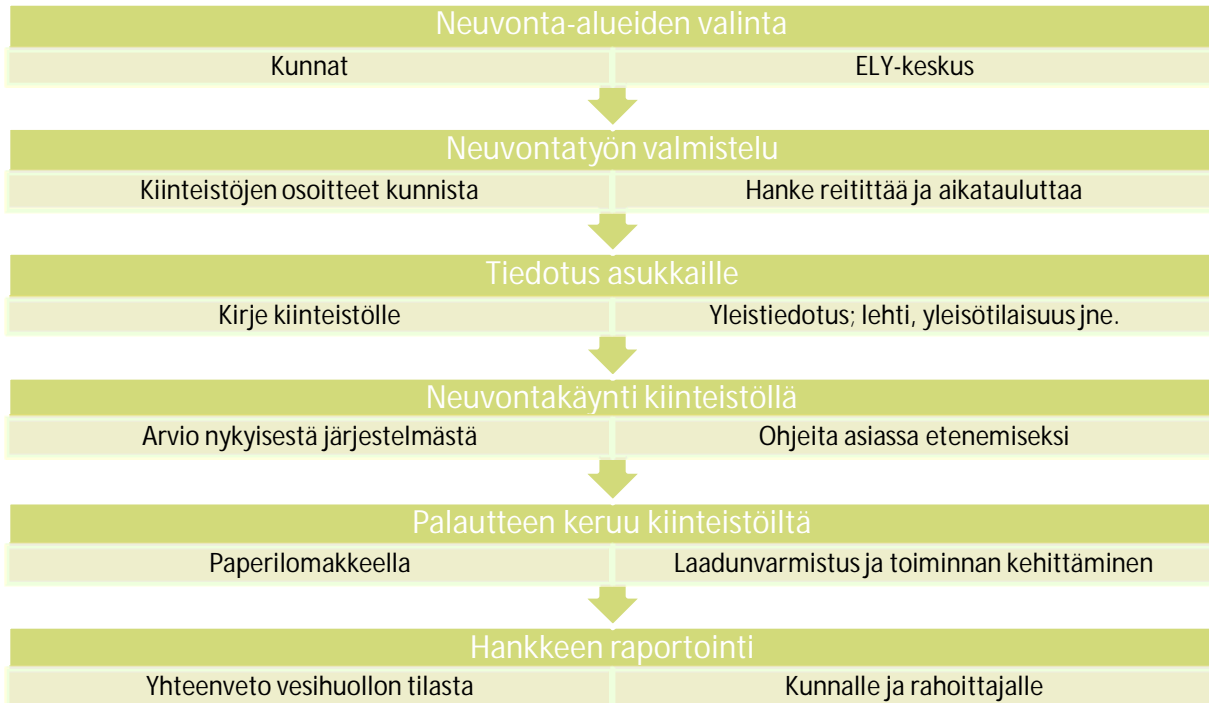 Neuvonta-alueiden valinta
Kunnat
ELY-keskus
Neuvontatyön valmistelu
Kiinteistöjen osoitteet kunnista
Hanke reitittää ja aikatauluttaa
Tiedotus asukkaille
Kirje kiinteistölle
Yleistiedotus; lehti, yleisötilaisuus jne.
Neuvontakäynti kiinteistöllä
Arvio nykyisestä järjestelmästä
Ohjeita asiassa etenemiseksi
Palautteen keruu kiinteistöiltä
Paperilomakkeella
Laadunvarmistus ja toiminnan kehittäminen
Hankkeen raportointi
Yhteenveto vesihuollon tilasta
Kunnalle ja rahoittajalle